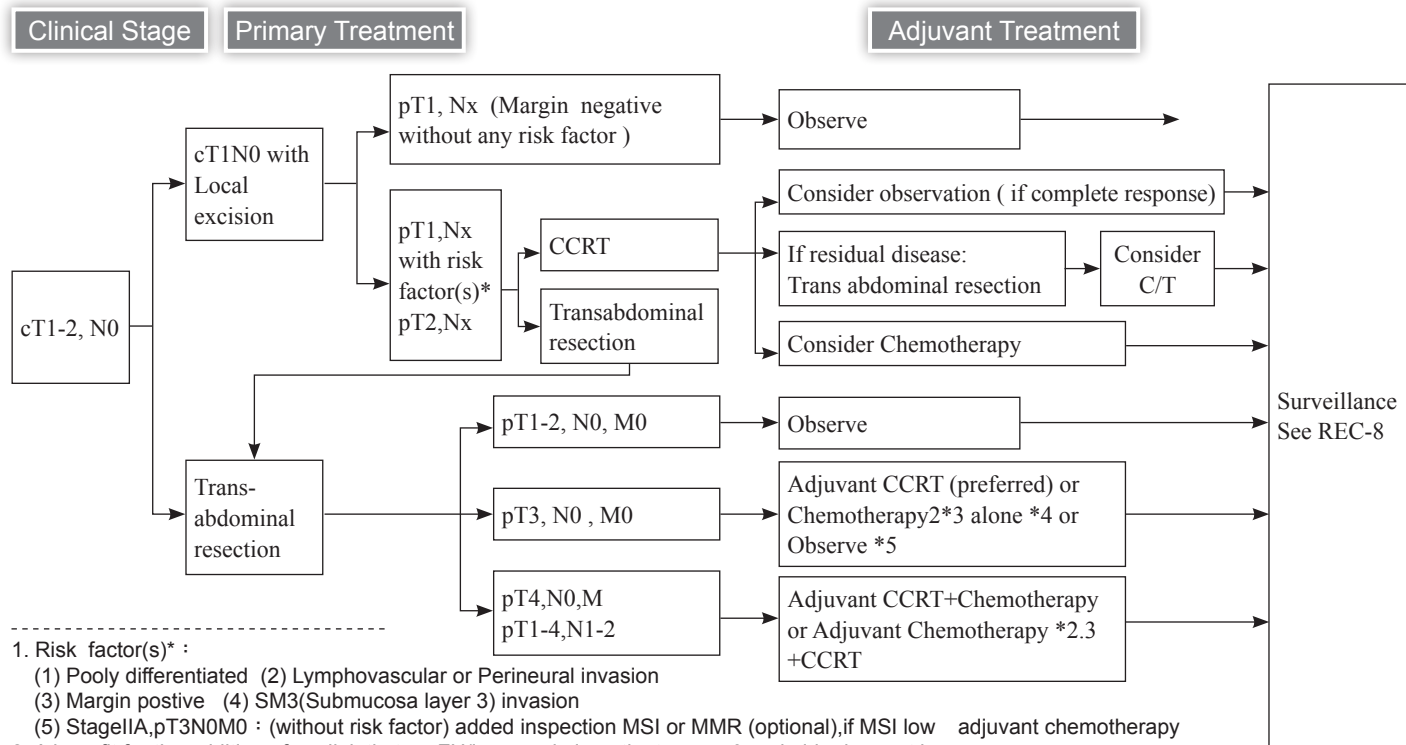 Clinical Stage
Primary Treatment
Adjuvant Treatment
cT1-2, N0
cT1N0 with
Local
excision
pT1, Nx (Margin negative
without any risk factor )
Observe
pT1,Nx
with risk
factor(s)*
pT2,Nx
CCRT
Transabdominal
resection
Consider observation ( if complete response)
If residual disease:
Trans abdominal resection
Consider
C/T
Consider Chemotherapy
Trans-
abdominal
resection
pT1-2, N0, M0
Observe
pT3, N0 , M0
Adjuvant CCRT (preferred) or
Chemotherapy2*3 alone *4 or
Observe *5
pT4,N0,M
pT1-4,N1-2
Adjuvant CCRT+Chemotherapy
or Adjuvant Chemotherapy *2.3
+CCRT
Surveillance
See REC-8
1. Risk factor(s)*：
(1) Pooly differentiated (2) Lymphovascular or Perineural invasion
(3) Margin postive (4) SM3(Submucosa layer 3) invasion
(5) StageIIA,pT3N0M0：(without risk factor) added inspection MSI or MMR (optional),if MSI low adjuvant chemotherapy